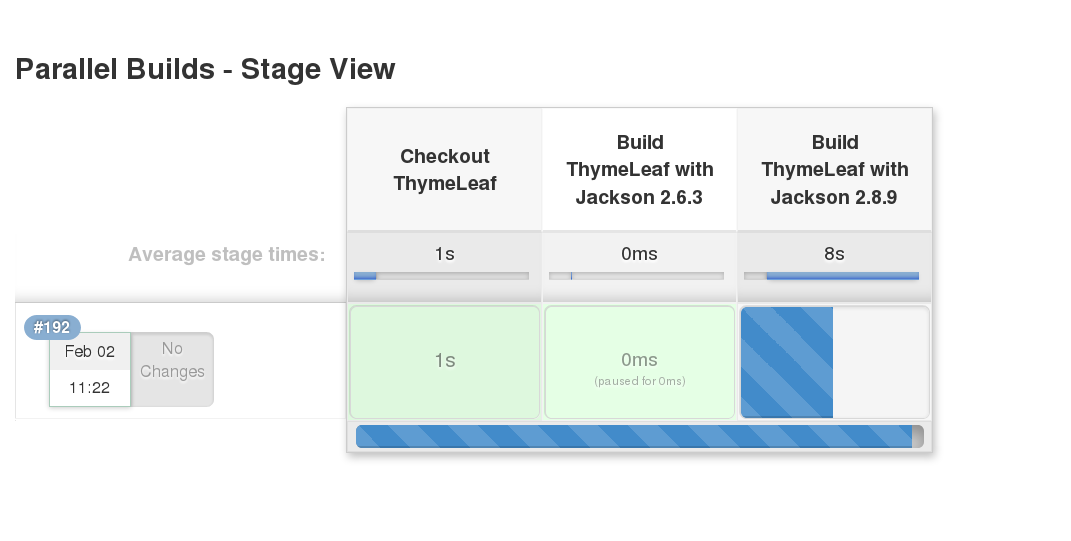 Parallel Builds - Stage View
Checkout
ThymeLeaf
Build
ThymeLeaf with
Jackson 2.6.3
Build
ThymeLeaf with
Jackson 2.8.9
Average stage times:
1s
0ms
8s
#192
Feb 02
11:22
No
Changes
1s
0ms
(paused for 0ms)